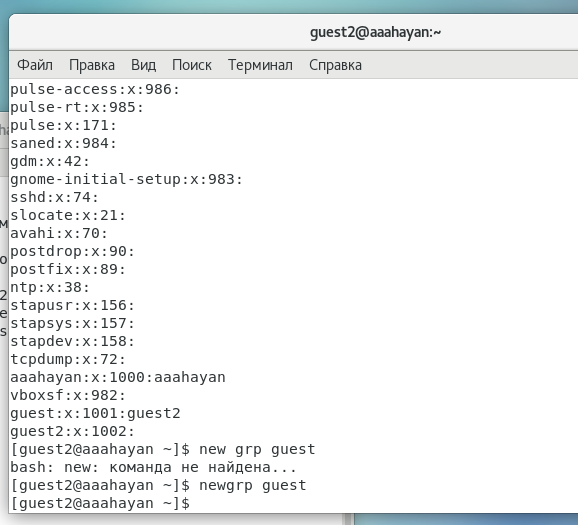 guest2@aaahayan:~
Файл Правка Вид Поиск Терминал Справка
pulse-access:x:986:
pulse-rt:x:985:
pulse:x:171:
saned:x:984:
gdm:x:42:
gnome-initial-setup:x:983:
sshd:x:74:
slocate:x:21:
avahi:x:70:
postdrop:x:90:
postfix:x:89:
ntp:x:38:
stapusr:x:156:
stapsys:x:157:
stapdev:x:158:
tcpdump:x:72:
aaahayan:x:1000:aaahayan
vboxsf:x:982:
guest:x:1001:guest2
guest2:x:1002:
[guest2@aaahayan ~]$ new grp guest
bash: new: команда не найдена...
[guest2@aaahayan ~]$ newgrp guest
[guest2@aaahayan ~]$